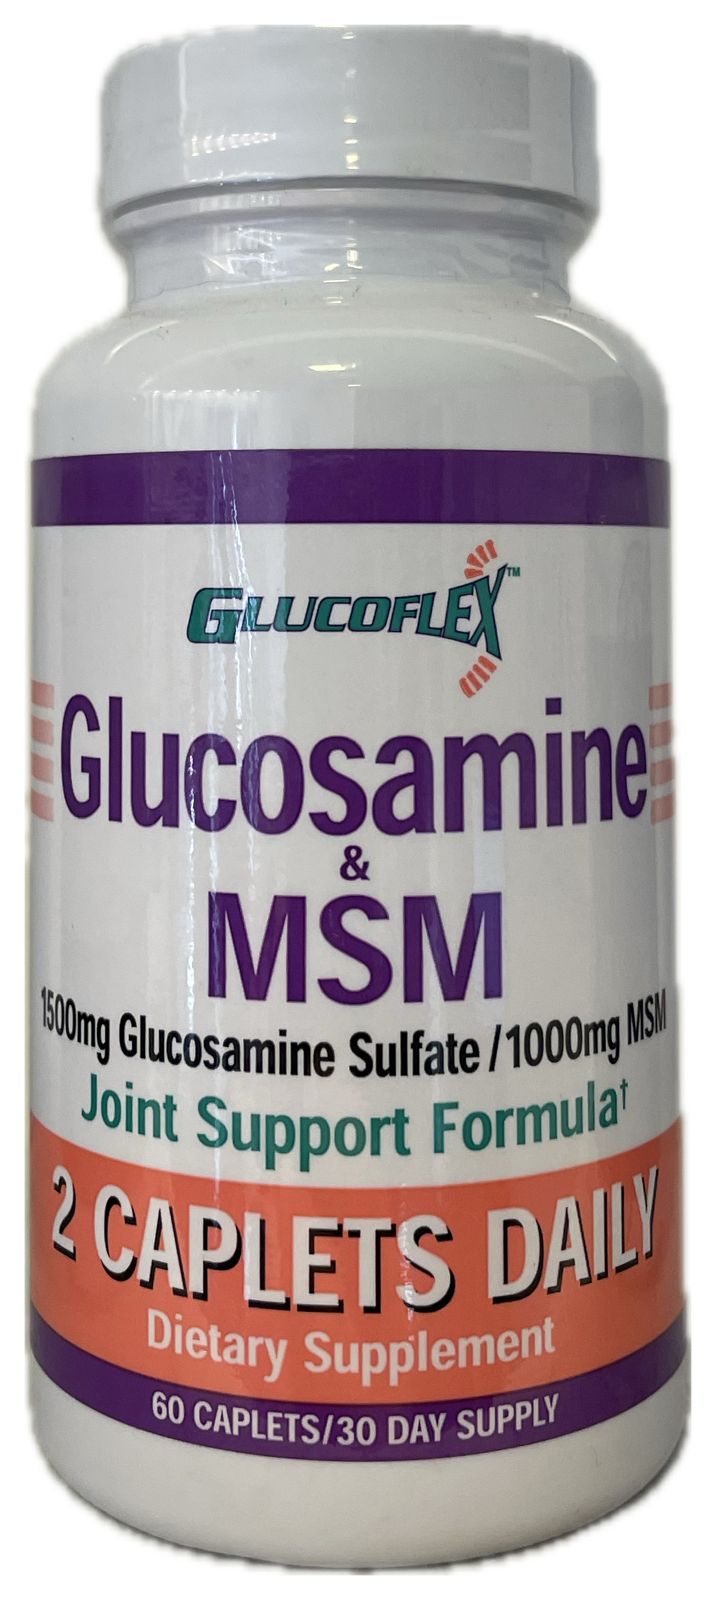 GLUCOFLEX™
Glucosamine
&
MSM
1500mg Glucosamine Sulfate / 1000mg MSM
Joint Support Formula†
2 CAPLETS DAILY
Dietary Supplement
60 CAPLETS/30 DAY SUPPLY